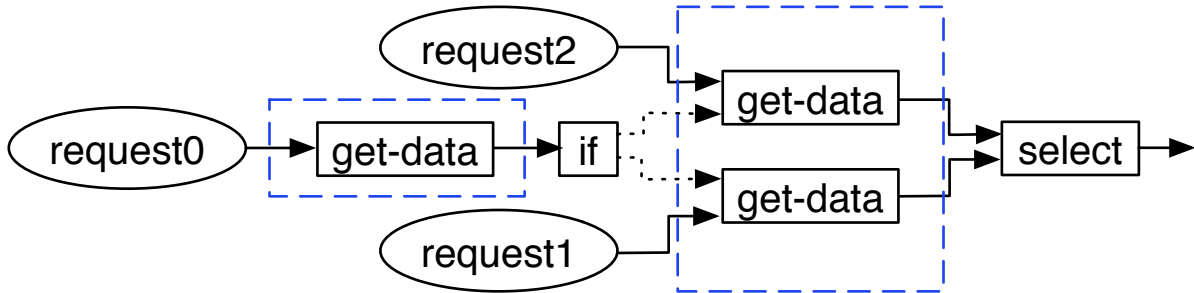 request2
get-data
request0
get-data
if
select
get-data
request1